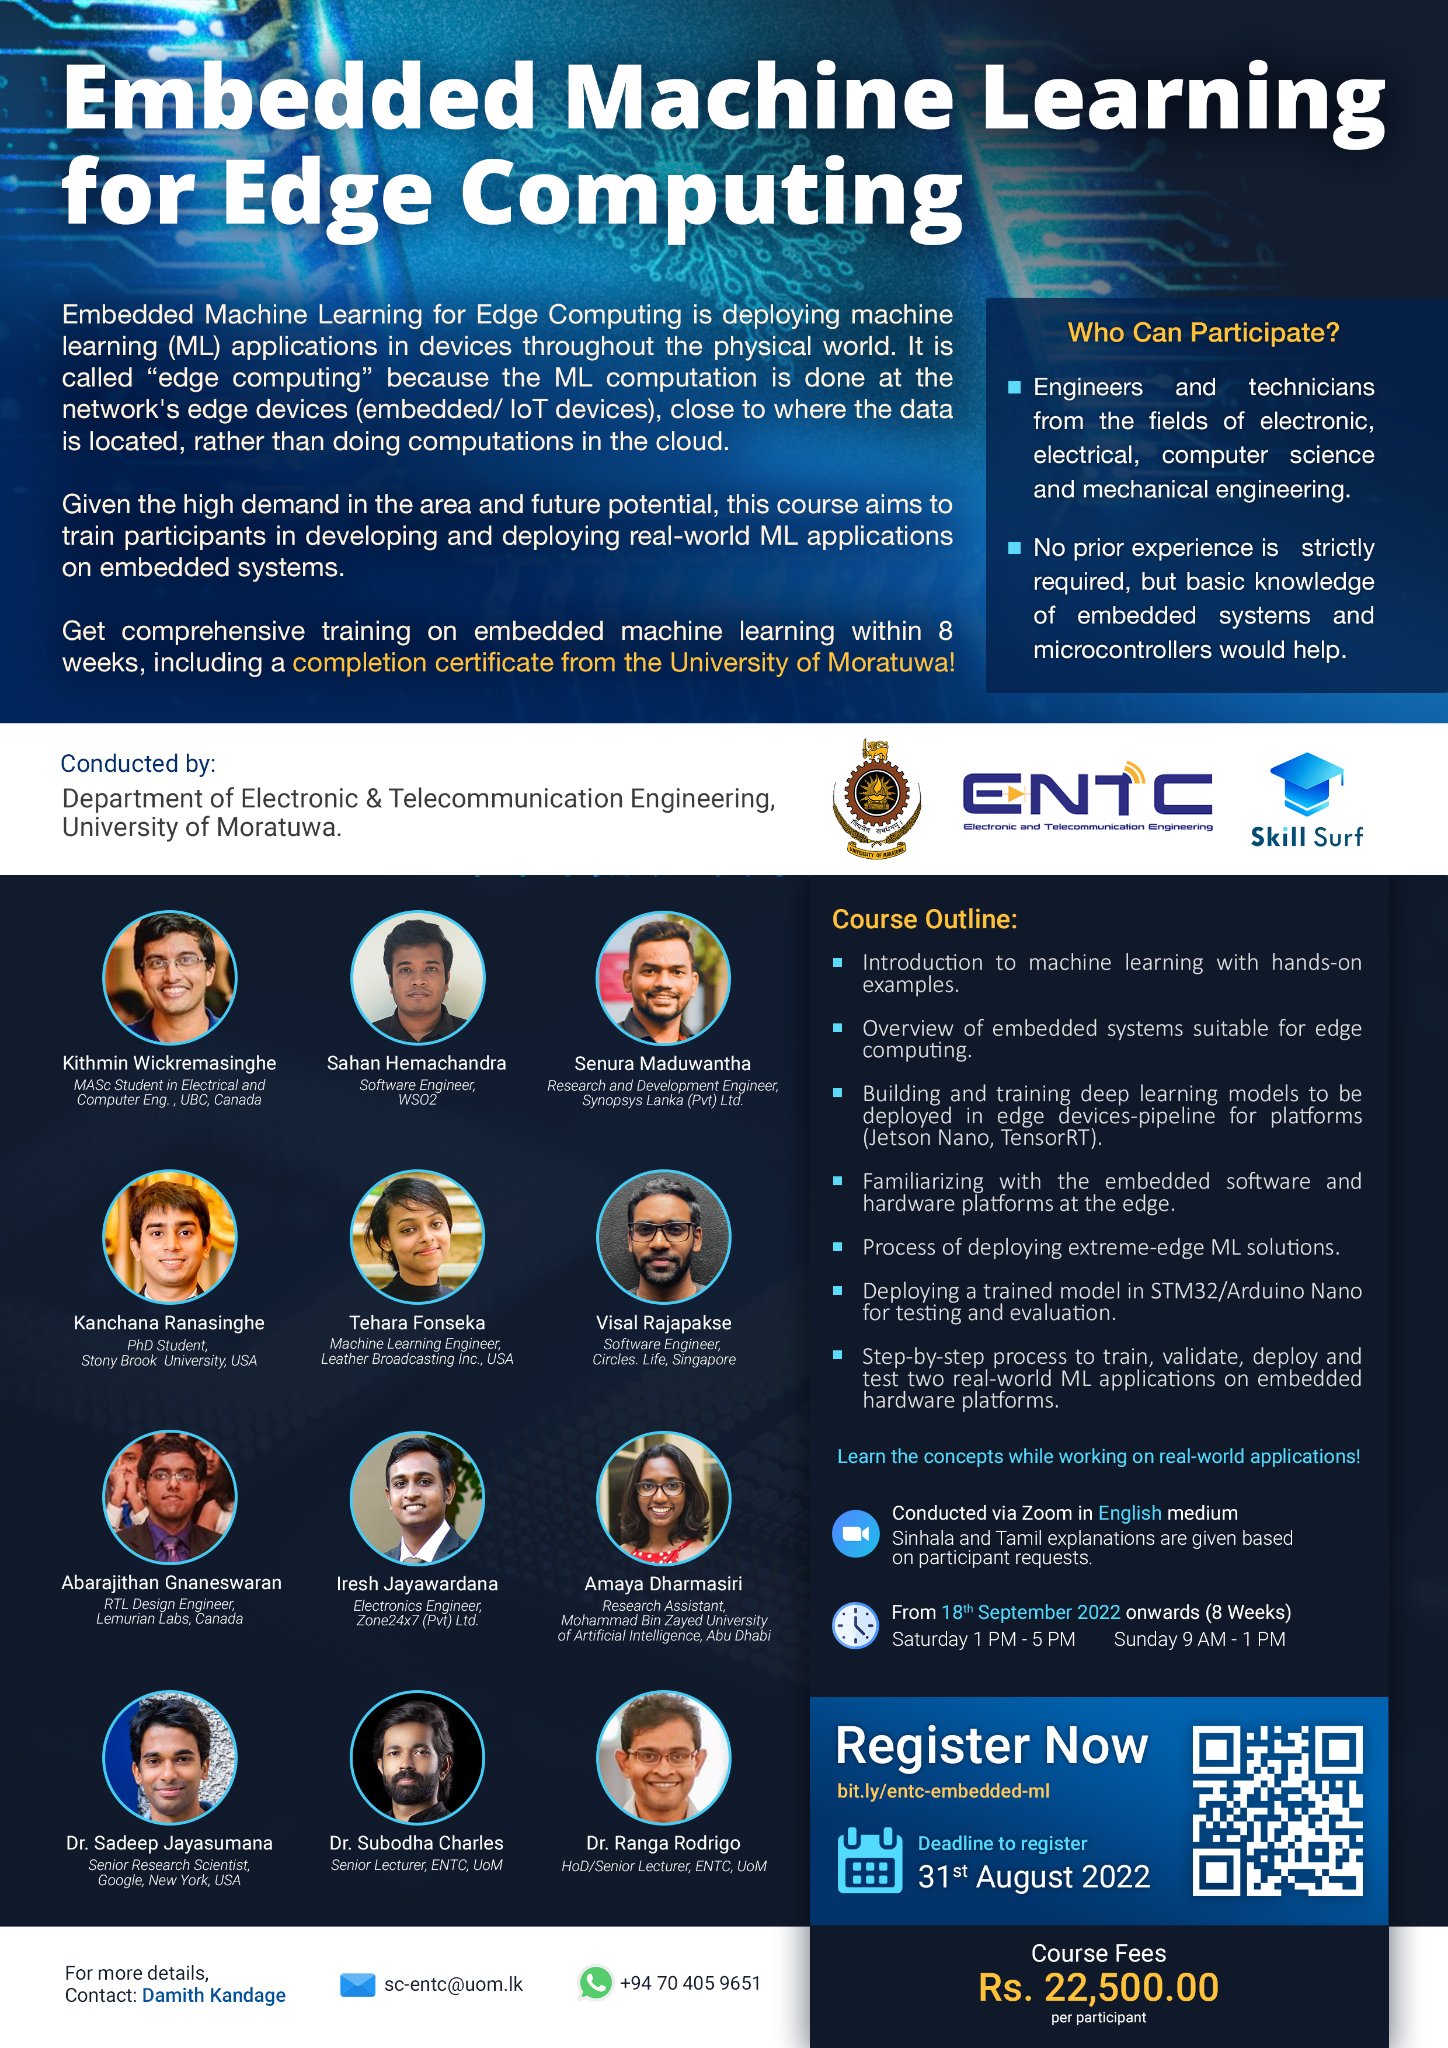 Embedded Machine Learning
for Edge Computing
Embedded Machine Learning for Edge Computing is deploying machine
learning (ML) applications in devices throughout the physical world. It is
called “edge computing” because the ML computation is done at the
network's edge devices (embedded/ IoT devices), close to where the data
is located, rather than doing computations in the cloud.
Given the high demand in the area and future potential, this course aims to
train participants in developing and deploying real-world ML applications
on embedded systems.
Get comprehensive training on embedded machine learning within 8
weeks, including a completion certificate from the University of Moratuwa!
Who Can Participate?
Engineers and technicians
from the fields of electronic,
electrical, computer science
and mechanical engineering.
No prior experience is strictly
required, but basic knowledge
of embedded systems and
microcontrollers would help.
Conducted by:
Department of Electronic & Telecommunication Engineering,
University of Moratuwa.
UNIVERSITY OF MORATUWA
ENTC
Electronic and Telecommunication Engineering
Skill Surf
Kithmin Wickremasinghe
MASc Student in Electrical and
Computer Eng. , UBC, Canada
Sahan Hemachandra
Software Engineer,
WSO2
Senura Maduwantha
Research and Development Engineer,
Synopsys Lanka (Pvt) Ltd.
Kanchana Ranasinghe
PhD Student,
Stony Brook University, USA
Tehara Fonseka
Machine Learning Engineer,
Leather Broadcasting Inc., USA
Visal Rajapakse
Software Engineer,
Circles. Life, Singapore
Abarajithan Gnaneswaran
RTL Design Engineer,
Lemurian Labs, Canada
Iresh Jayawardana
Electronics Engineer,
Zone24x7 (Pvt) Ltd.
Amaya Dharmasiri
Research Assistant,
Mohammad Bin Zayed University
of Artificial Intelligence, Abu Dhabi
Dr. Sadeep Jayasumana
Senior Research Scientist,
Google, New York, USA
Dr. Subodha Charles
Senior Lecturer, ENTC, UoM
Dr. Ranga Rodrigo
HoD/Senior Lecturer, ENTC, UoM
Course Outline:
Introduction to machine learning with hands-on
examples.
Overview of embedded systems suitable for edge
computing.
Building and training deep learning models to be
deployed in edge devices-pipeline for platforms
(Jetson Nano, TensorRT).
Familiarizing with the embedded software and
hardware platforms at the edge.
Process of deploying extreme-edge ML solutions.
Deploying a trained model in STM32/Arduino Nano
for testing and evaluation.
Step-by-step process to train, validate, deploy and
test two real-world ML applications on embedded
hardware platforms.
Learn the concepts while working on real-world applications!
Conducted via Zoom in English medium
Sinhala and Tamil explanations are given based
on participant requests.
From 18th September 2022 onwards (8 Weeks)
Saturday 1 PM - 5 PM Sunday 9 AM - 1 PM
Register Now
bit.ly/entc-embedded-ml
Deadline to register
31st August 2022
Course Fees
Rs. 22,500.00
per participant
For more details,
Contact: Damith Kandage
sc-entc@uom.lk
+94 70 405 9651